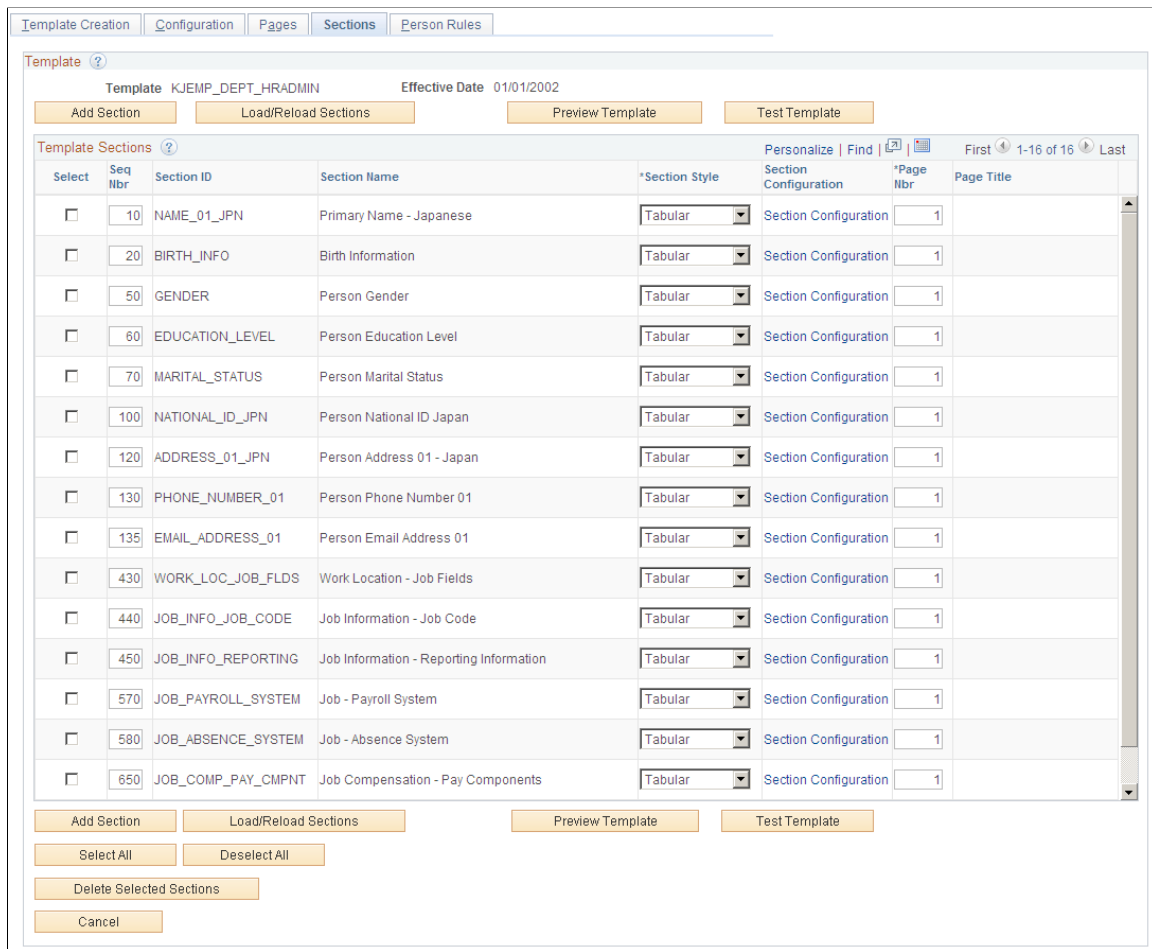 Template Creation Configuration Pages Sections Person Rules
Template ?
Template KJEMP_DEPT_HRADMIN Effective Date 01/01/2002
Add Section Load/Reload Sections Preview Template Test Template
Template Sections ? Personalize | Find | | First 1-16 of 16 Last
Select Seq Nbr Section ID Section Name *Section Style Section Configuration *Page Nbr Page Title
10 NAME_01_JPN Primary Name - Japanese Tabular Section Configuration 1
20 BIRTH_INFO Birth Information Tabular Section Configuration 1
50 GENDER Person Gender Tabular Section Configuration 1
60 EDUCATION_LEVEL Person Education Level Tabular Section Configuration 1
70 MARITAL_STATUS Person Marital Status Tabular Section Configuration 1
100 NATIONAL_ID_JPN Person National ID Japan Tabular Section Configuration 1
120 ADDRESS_01_JPN Person Address 01 - Japan Tabular Section Configuration 1
130 PHONE_NUMBER_01 Person Phone Number 01 Tabular Section Configuration 1
135 EMAIL_ADDRESS_01 Person Email Address 01 Tabular Section Configuration 1
430 WORK_LOC_JOB_FLDS Work Location - Job Fields Tabular Section Configuration 1
440 JOB_INFO_JOB_CODE Job Information - Job Code Tabular Section Configuration 1
450 JOB_INFO_REPORTING Job Information - Reporting Information Tabular Section Configuration 1
570 JOB_PAYROLL_SYSTEM Job - Payroll System Tabular Section Configuration 1
580 JOB_ABSENCE_SYSTEM Job - Absence System Tabular Section Configuration 1
650 JOB_COMP_PAY_CMPNT Job Compensation - Pay Components Tabular Section Configuration 1
Add Section Load/Reload Sections Preview Template Test Template
Select All Deselect All
Delete Selected Sections
Cancel